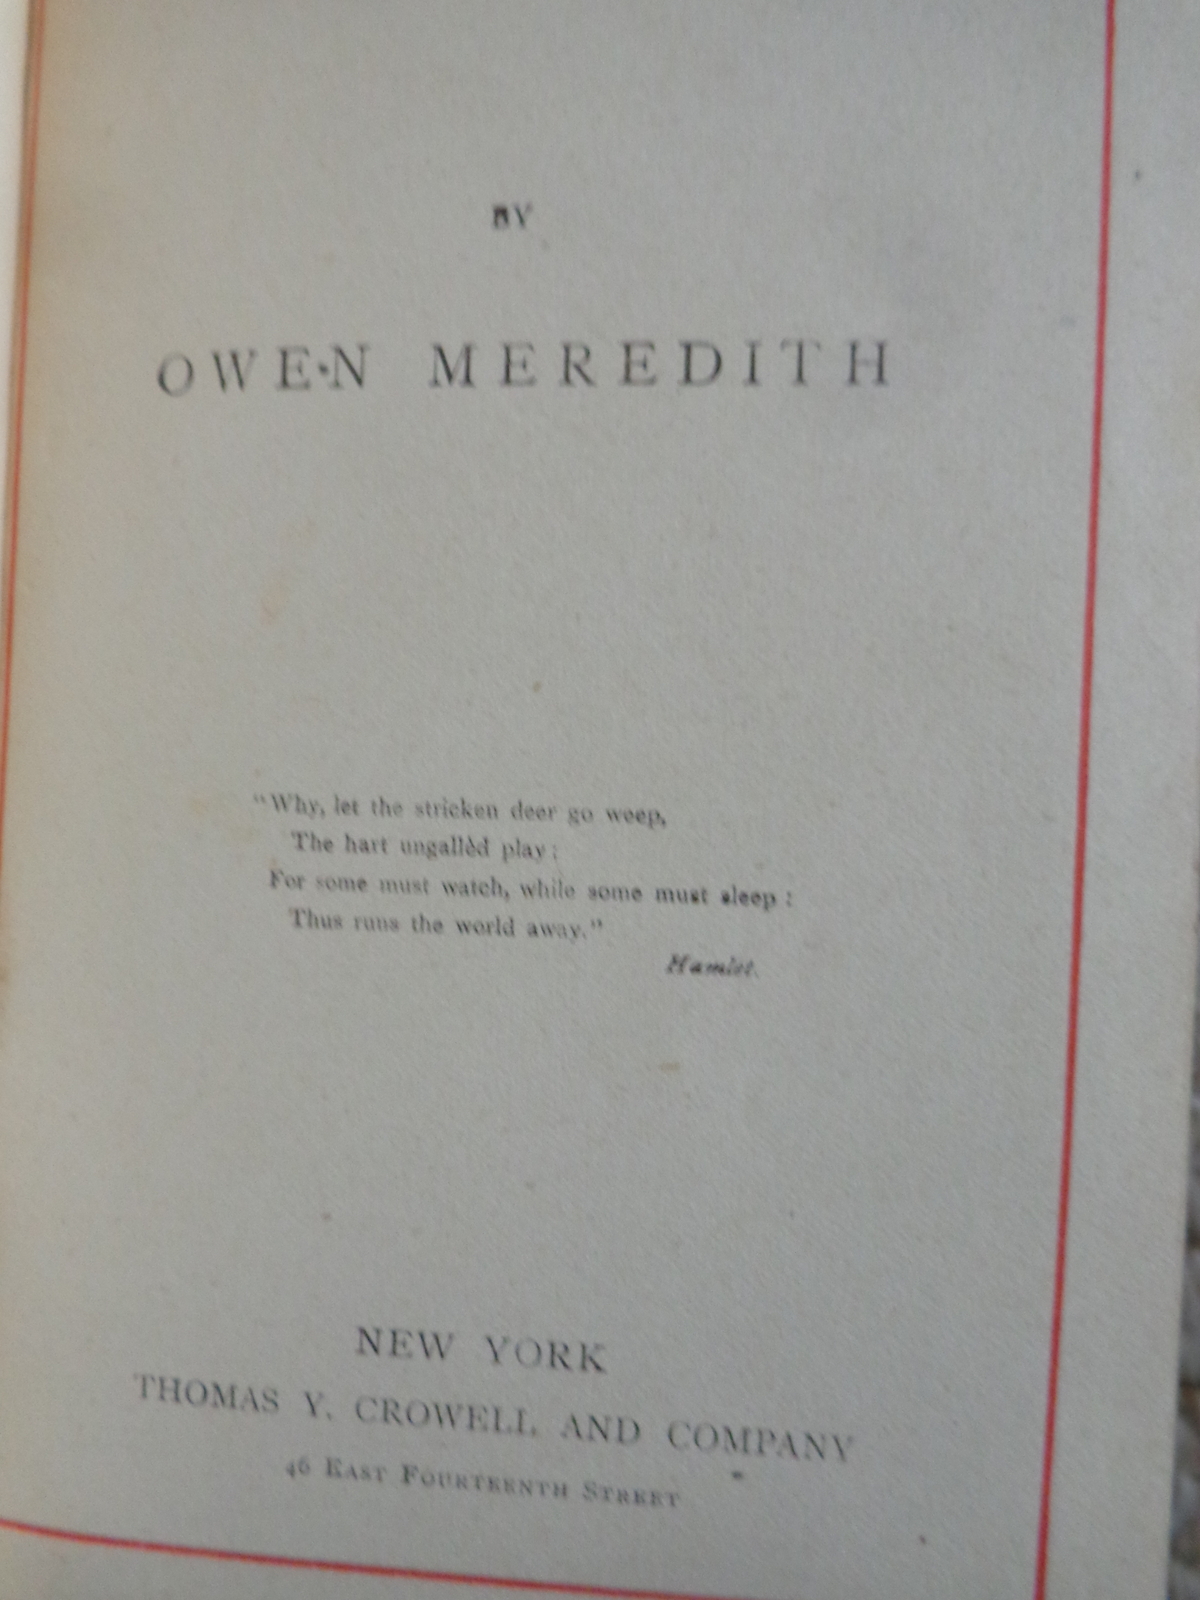 BY
OWEN MEREDITH
"Why, let the stricken deer go weep,
The hart ungallèd play;
For some must watch, while some must sleep:
Thus runs the world away."
Hamlet.
NEW YORK
THOMAS Y. CROWELL AND COMPANY
46 EAST FOURTEENTH STREET